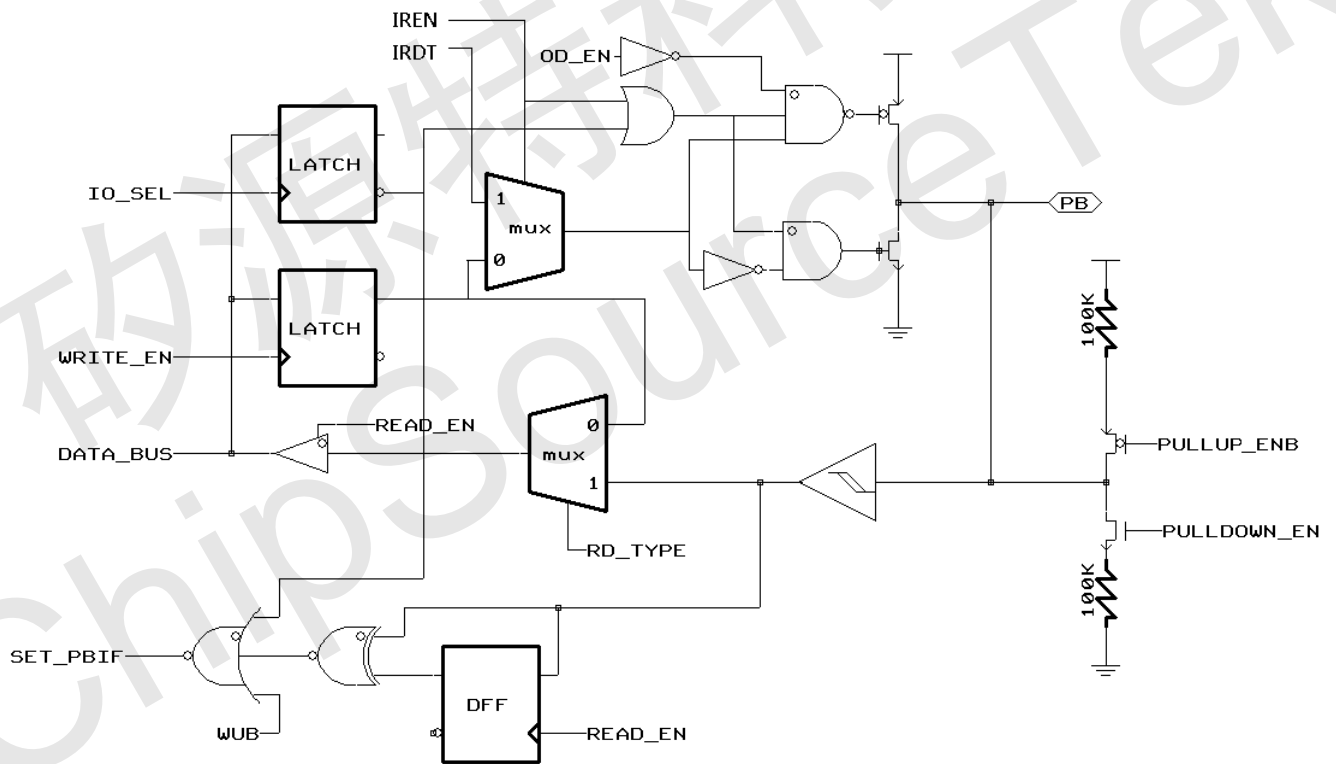 IREN
IRDT
OD_EN
LATCH
IO_SEL
1
mux
0
PB
LATCH
WRITE_EN
100K
READ_EN
0
DATA_BUS
mux
1
PULLUP_ENB
RD_TYPE
PULLDOWN_EN
100K
SET_PBIF
DFF
WUB
READ_EN
矽源特科
ChipSourceTek